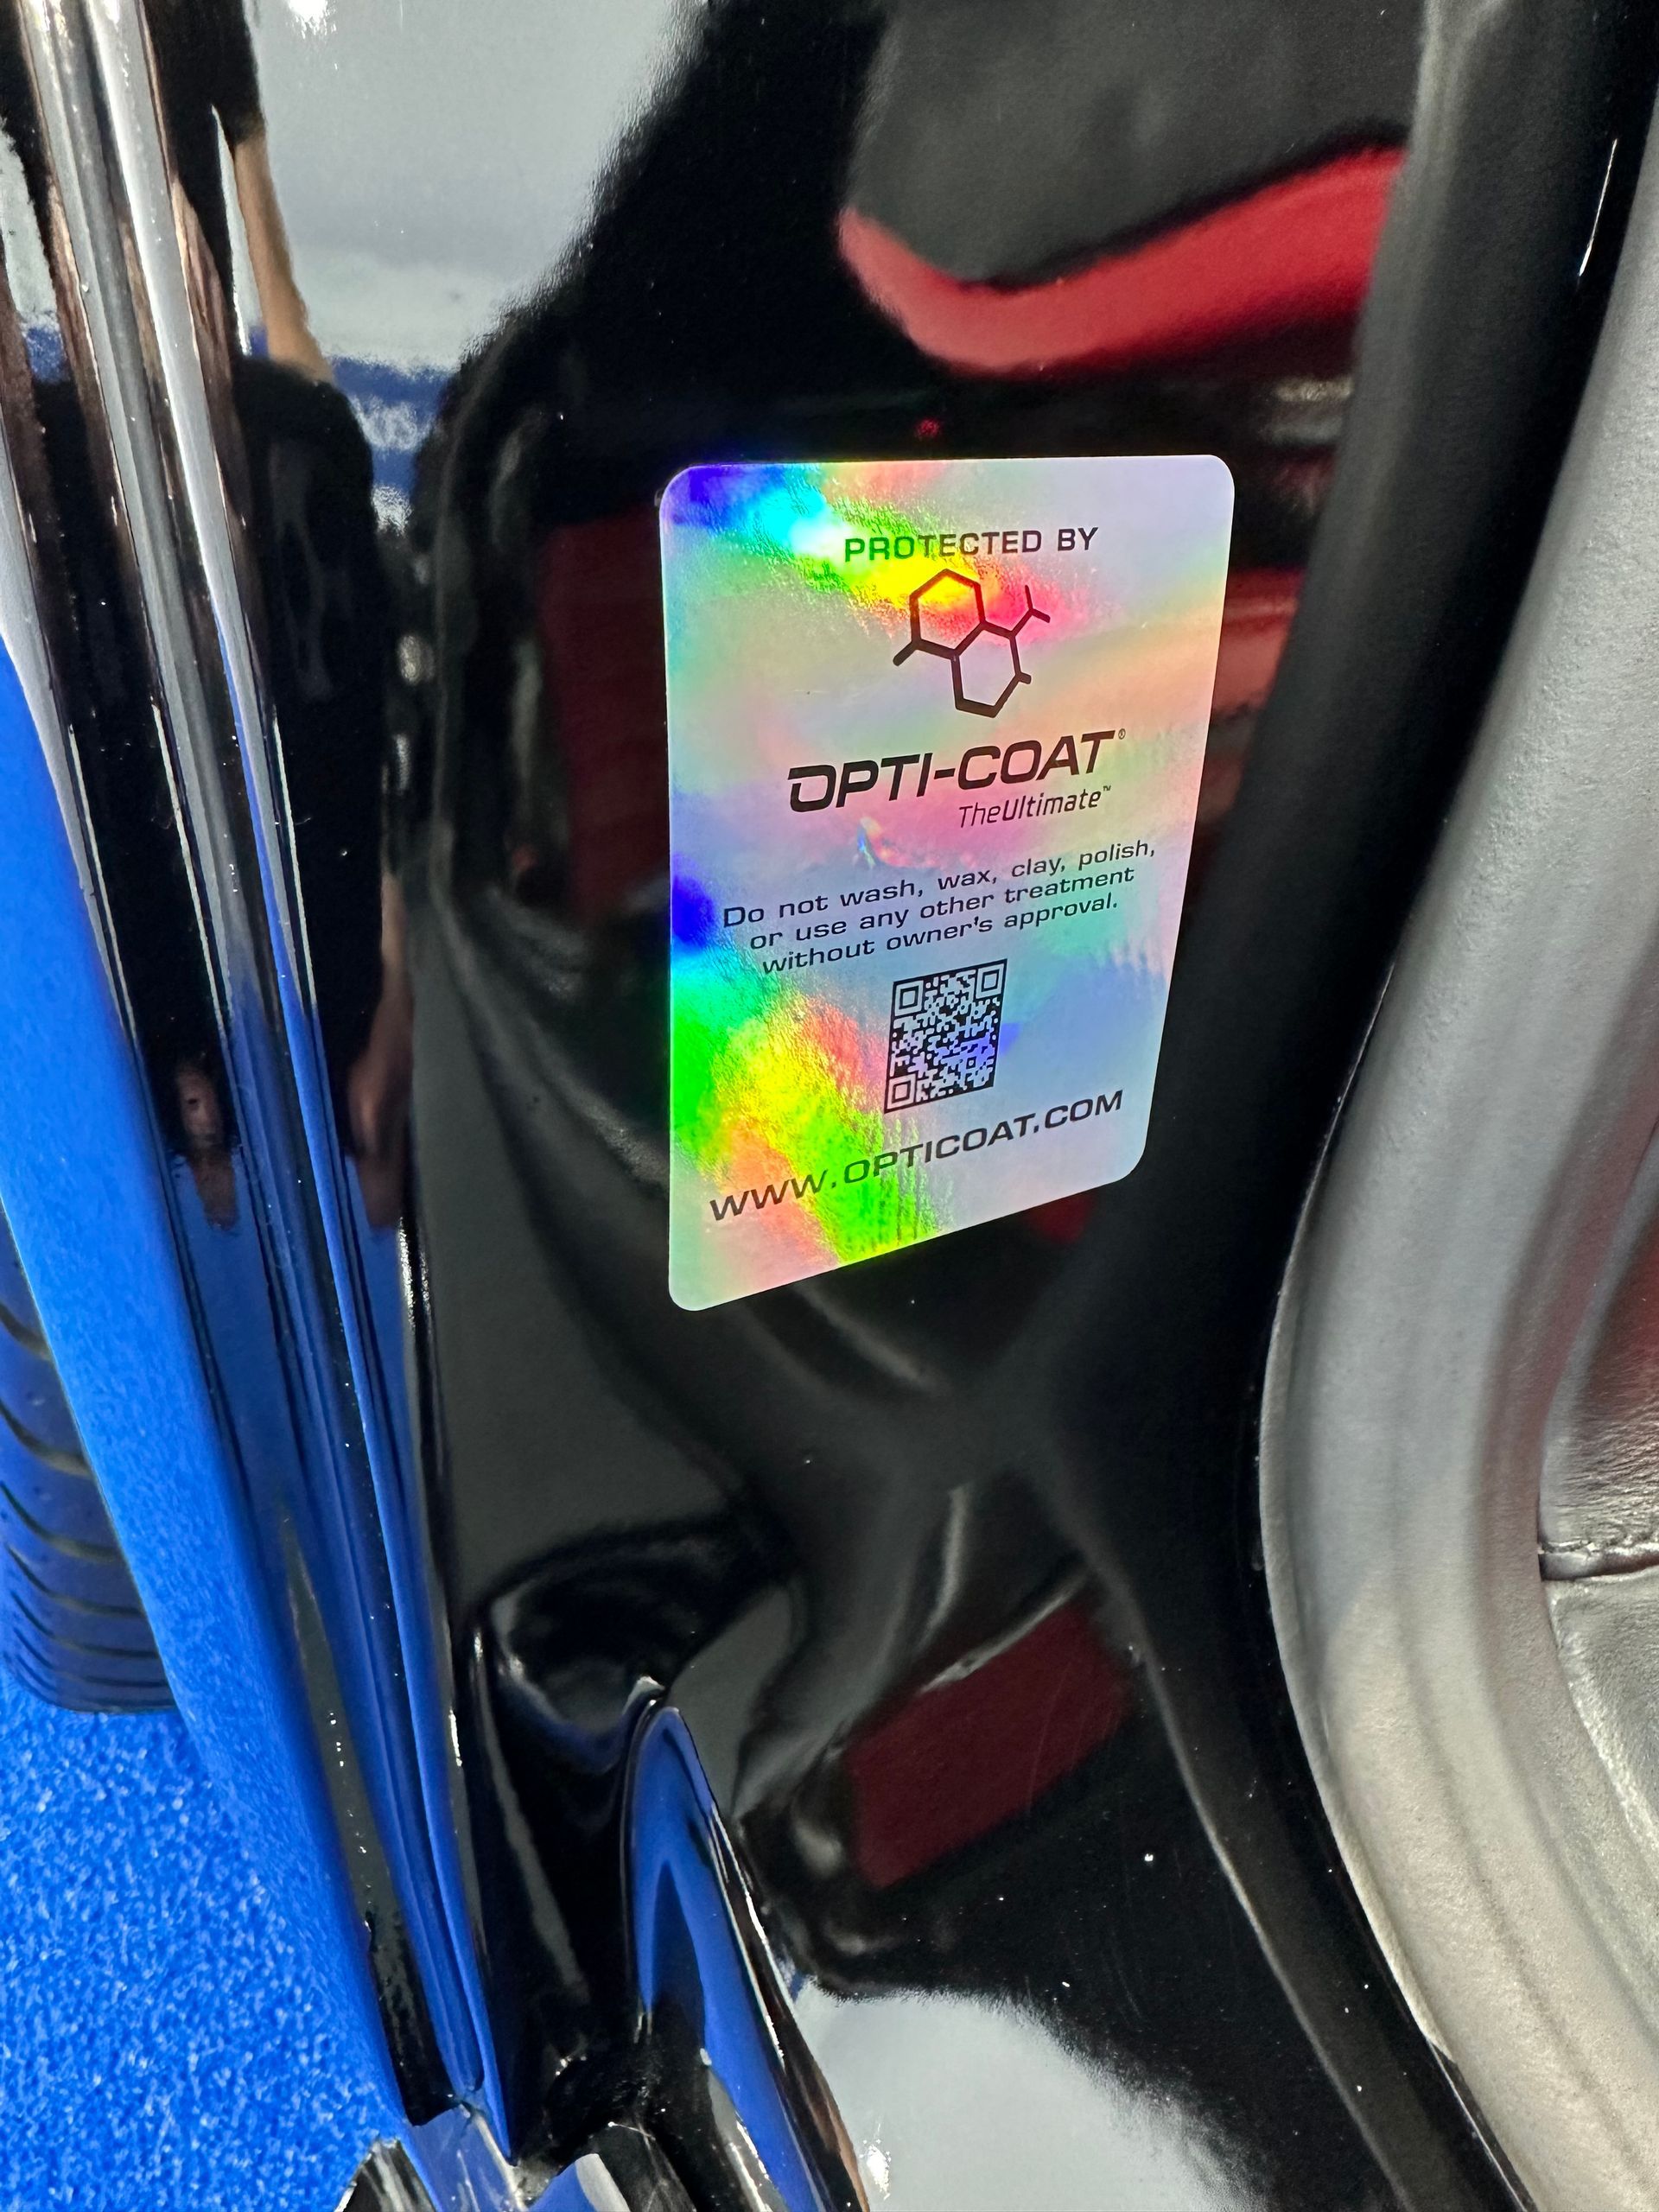 PROTECTED BY
OPTI-COAT®
TheUltimate™
Do not wash, wax, clay, polish,
or use any other treatment
without owner's approval.
WWW.OPTICOAT.COM